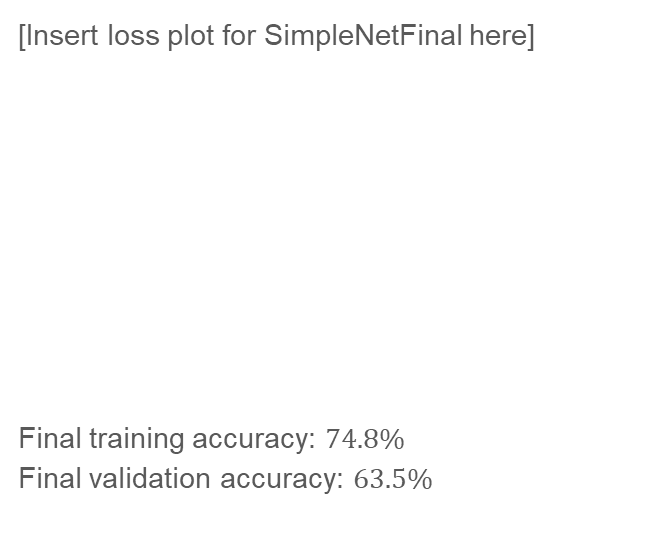 [Insert loss plot for SimpleNetFinal here]
Final training accuracy: 74.8%
Final validation accuracy: 63.5%